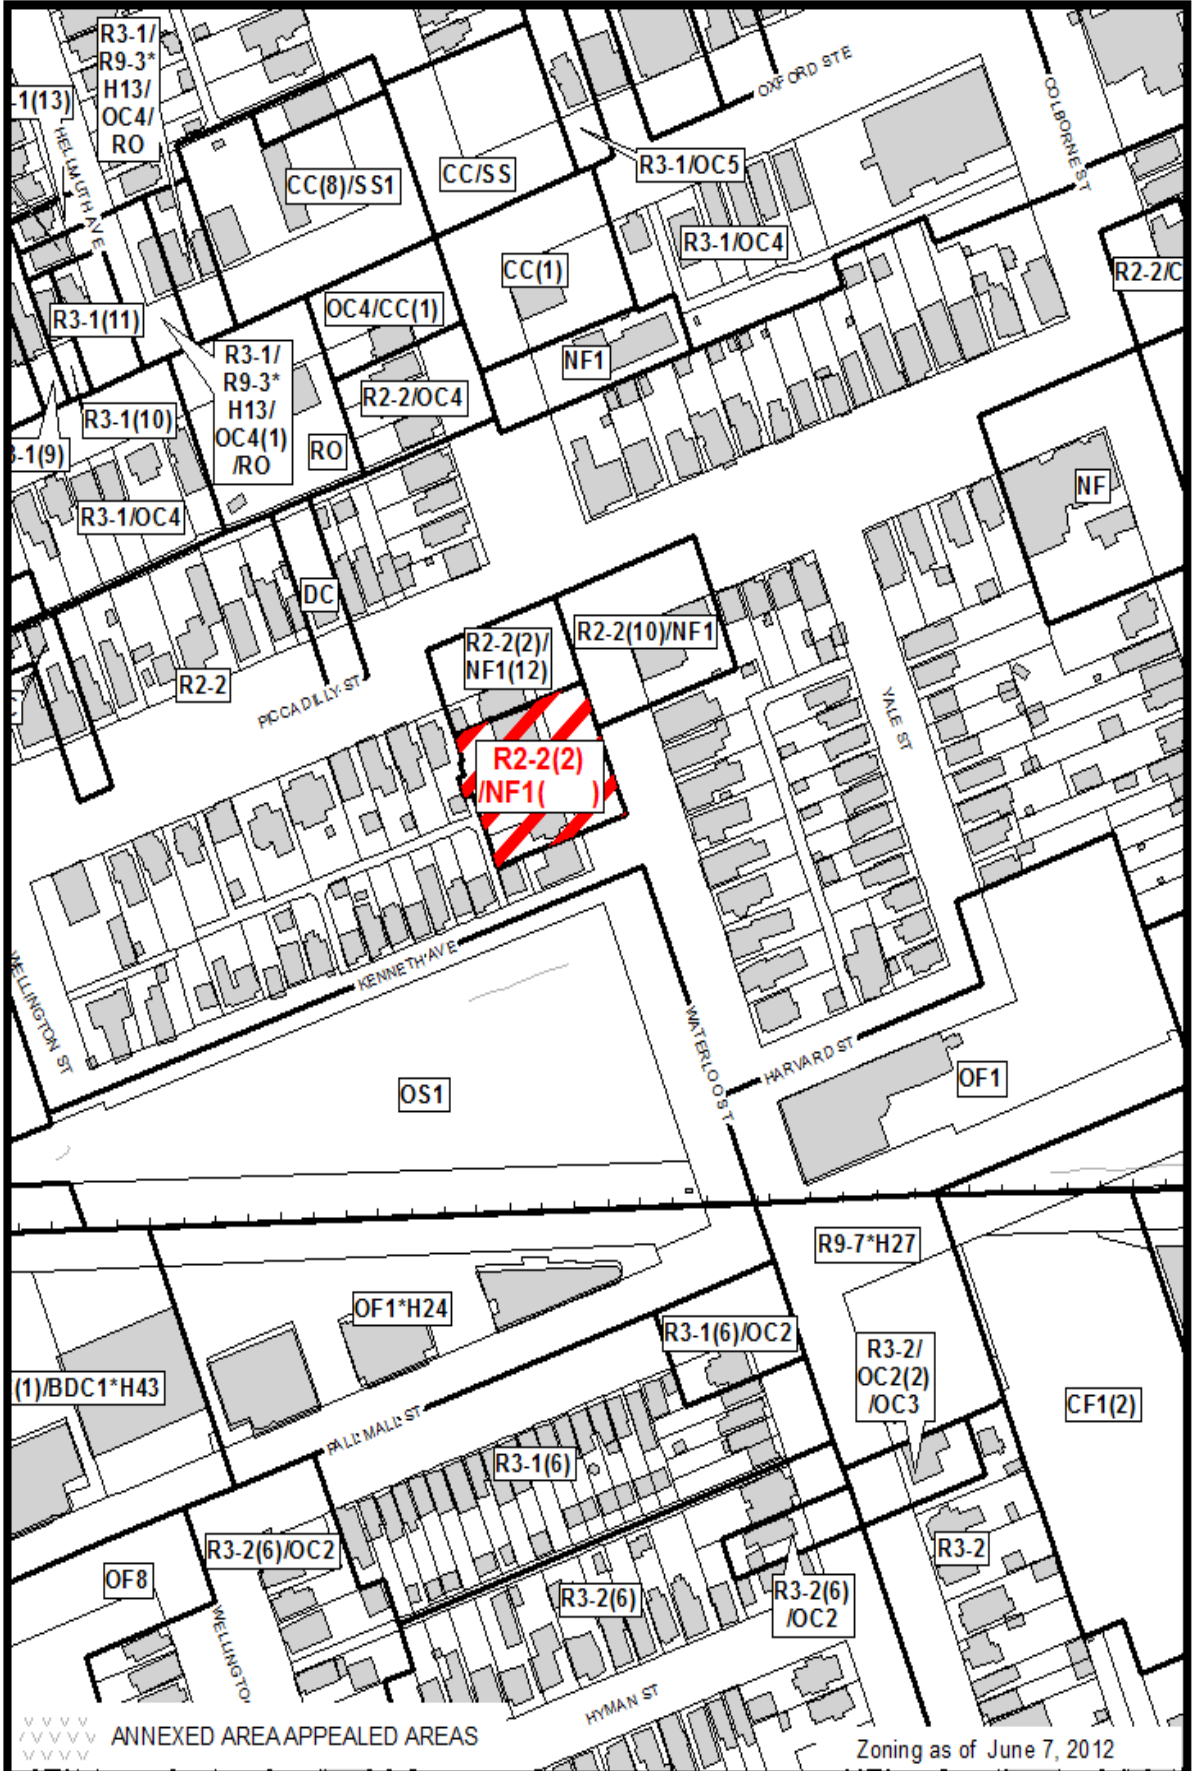 R3-1/
R9-3*
H13/
OC4/
RO
-1(13)
HELLMUTH AVE
OXFORD ST E
COLBORNE ST
CC(8)/SS1
CC/SS
R3-1/OC5
R3-1/OC4
CC(1)
R2-2/C
R3-1(11)
OC4/CC(1)
NF1
R3-1/
R9-3*
H13/
OC4(1)
/RO
R2-2/OC4
R3-1(10)
RO
3-1(9)
NF
R3-1/OC4
DC
R2-2(2)/
NF1(12)
R2-2(10)/NF1
R2-2
PICCADILLY ST
YALE ST
R2-2(2)
/NF1( )
KENNETH AVE
WELLINGTON ST
WATERLOO ST
HARVARD ST
OF1
OS1
R9-7*H27
OF1*H24
R3-1(6)/OC2
R3-2/
OC2(2)
/OC3
(1)/BDC1*H43
CF1(2)
PALL MALL ST
R3-1(6)
R3-2(6)/OC2
R3-2
OF8
R3-2(6)
R3-2(6)
/OC2
WELLINGTO
HYMAN ST
ANNEXED AREA APPEALED AREAS
Zoning as of June 7, 2012